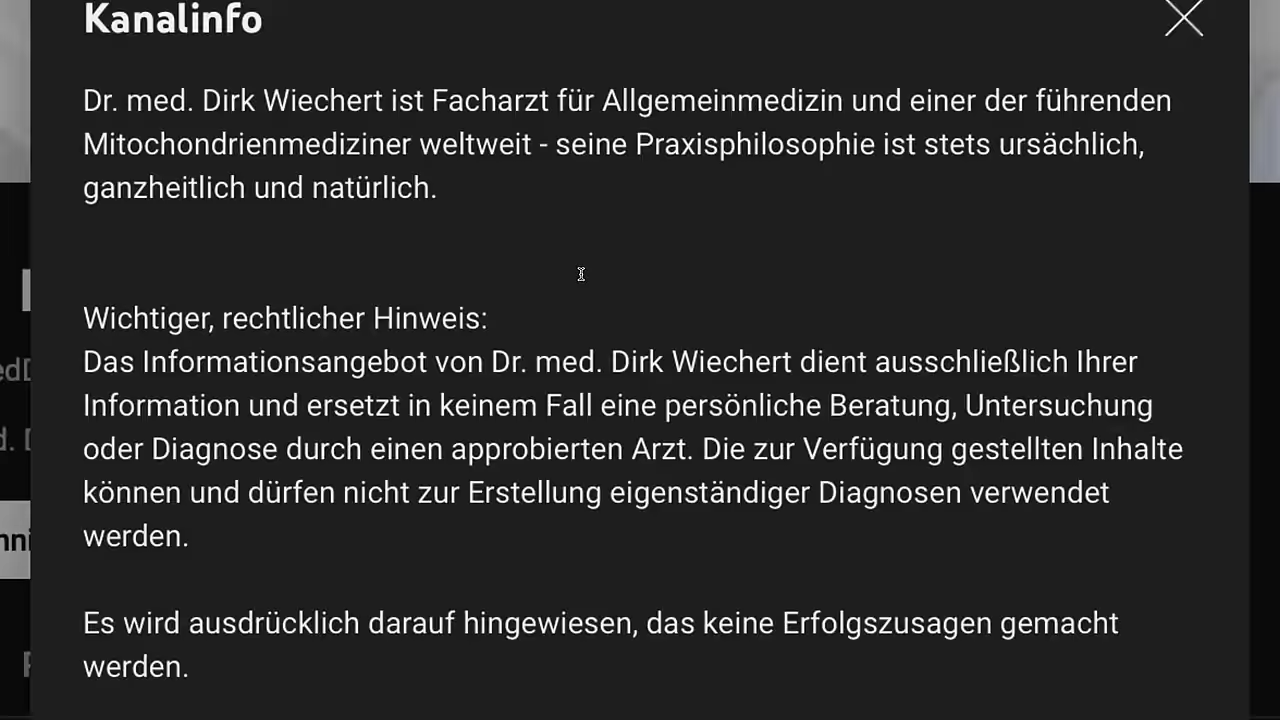 Kanalinfo
Dr. med. Dirk Wiechert ist Facharzt für Allgemeinmedizin und einer der führenden
Mitochondrienmediziner weltweit - seine Praxisphilosophie ist stets ursächlich,
ganzheitlich und natürlich.
Wichtiger, rechtlicher Hinweis:
Das Informationsangebot von Dr. med. Dirk Wiechert dient ausschließlich Ihrer
Information und ersetzt in keinem Fall eine persönliche Beratung, Untersuchung
oder Diagnose durch einen approbierten Arzt. Die zur Verfügung gestellten Inhalte
können und dürfen nicht zur Erstellung eigenständiger Diagnosen verwendet
werden.
Es wird ausdrücklich darauf hingewiesen, das keine Erfolgszusagen gemacht
werden.